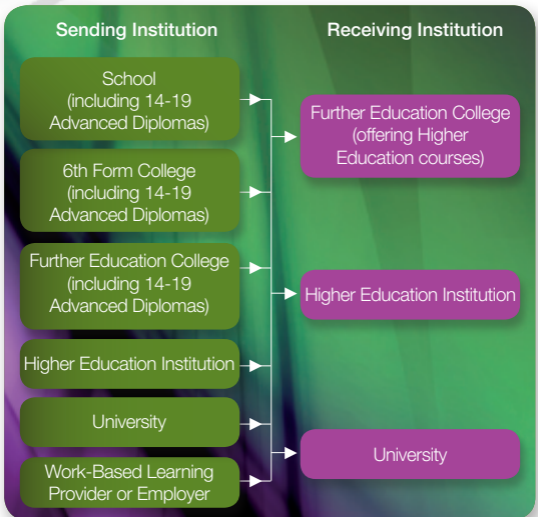 Sending Institution
School
(including 14-19
Advanced Diplomas)
6th Form College
(including 14-19
Advanced Diplomas)
Further Education College
(including 14-19
Advanced Diplomas)
Higher Education Institution
University
Work-Based Learning
Provider or Employer
Receiving Institution
Further Education College
(offering Higher
Education courses)
Higher Education Institution
University